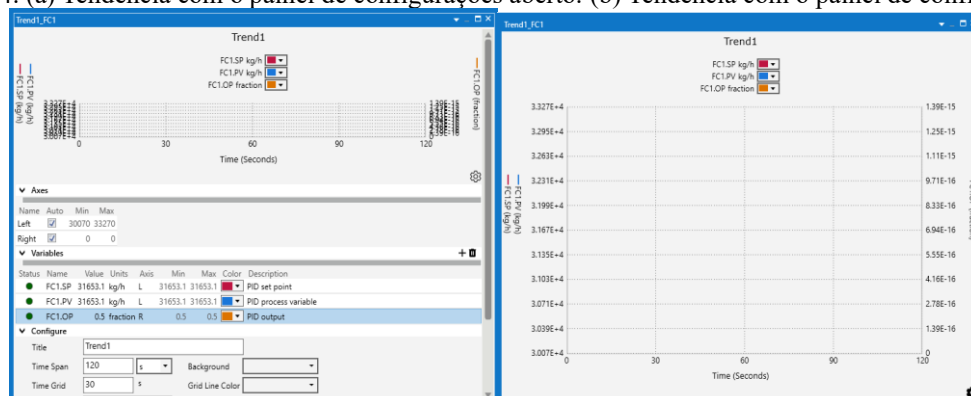 4. (a) Tendência com o painel de configurações aberto. (b) Tendência com o painel de confi
Trend1_FC1
Trend1
FC1.SP kg/h
FC1.PV kg/h
FC1.OP fraction
FC1.SP (kg/h)
FC1.PV (kg/h)
FC1.OP (fraction)
1.39E-15
0 30 60 90 120
Time (Seconds)
Axes
Name Auto Min Max
Left 30070 33270
Right 0 0
Variables
Status Name Value Units Axis Min Max Color Description
FC1.SP 31653.1 kg/h L 31653.1 31653.1 PID set point
FC1.PV 31653.1 kg/h L 31653.1 31653.1 PID process variable
FC1.OP 0.5 fraction R 0.5 0.5 PID output
Configure
Title Trend1
Time Span 120 s Background
Time Grid 30 s Grid Line Color
Trend1_FC1
Trend1
FC1.SP kg/h
FC1.PV kg/h
FC1.OP fraction
FC1.SP (kg/h)
FC1.PV (kg/h)
3.327E+4 1.39E-15
3.295E+4 1.25E-15
3.263E+4 1.11E-15
3.231E+4 9.71E-16
3.199E+4 8.33E-16
3.167E+4 6.94E-16
3.135E+4 5.55E-16
3.103E+4 4.16E-16
3.071E+4 2.78E-16
3.039E+4 1.39E-16
3.007E+4 0
0 30 60 90 120
Time (Seconds)